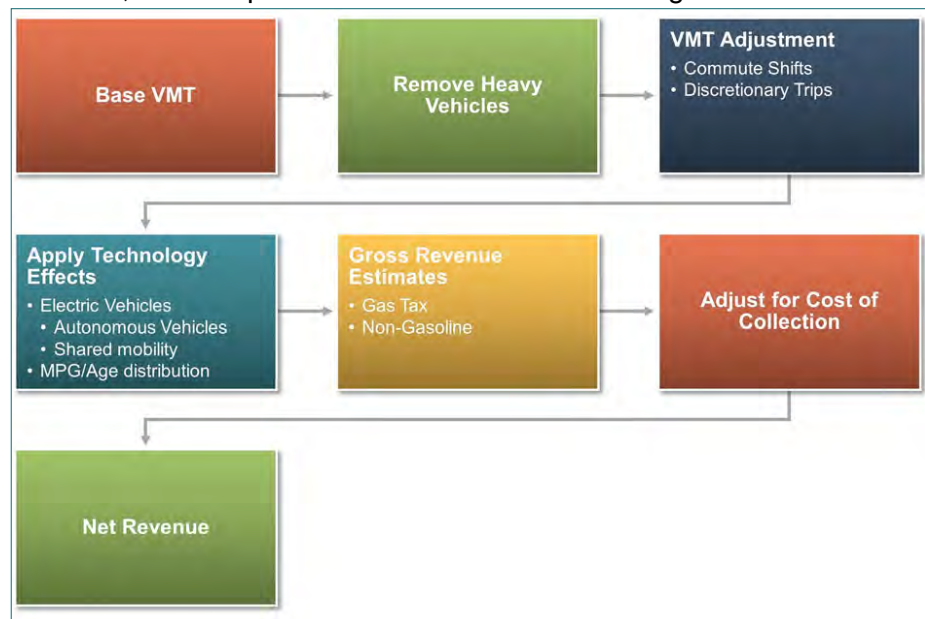 Base VMT
Remove Heavy
Vehicles
VMT Adjustment
• Commute Shifts
• Discretionary Trips
Apply Technology
Effects
• Electric Vehicles
• Autonomous Vehicles
• Shared mobility
• MPG/Age distribution
Gross Revenue
Estimates
• Gas Tax
• Non-Gasoline
Adjust for Cost of
Collection
Net Revenue